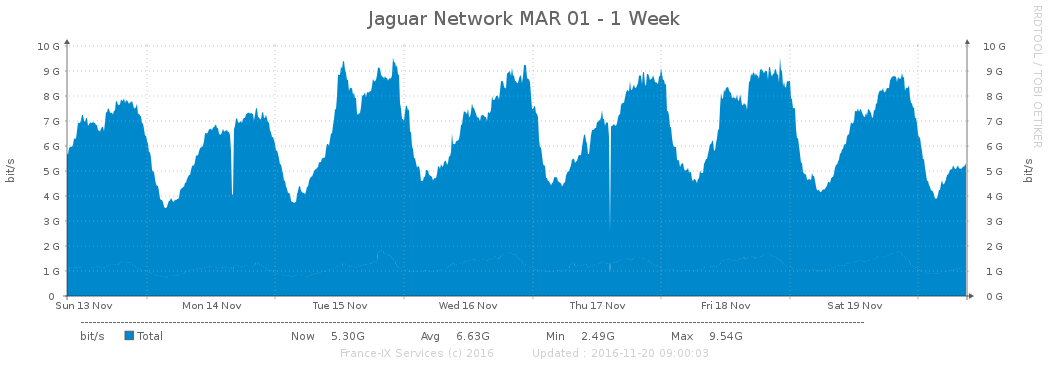 Jaguar Network MAR 01 - 1 Week
RRDTOOL / TOBI OETIKER
10 G 10 G
9 G 9 G
8 G 8 G
7 G 7 G
6 G 6 G
5 G 5 G
4 G 4 G
3 G 3 G
2 G 2 G
1 G 1 G
0 0 G
bit/s
bit/s
Sun 13 Nov Mon 14 Nov Tue 15 Nov Wed 16 Nov Thu 17 Nov Fri 18 Nov Sat 19 Nov
bit/s Total Now 5.30G Avg 6.63G Min 2.49G Max 9.54G
France-IX Services (c) 2016 Updated : 2016-11-20 09:00:03